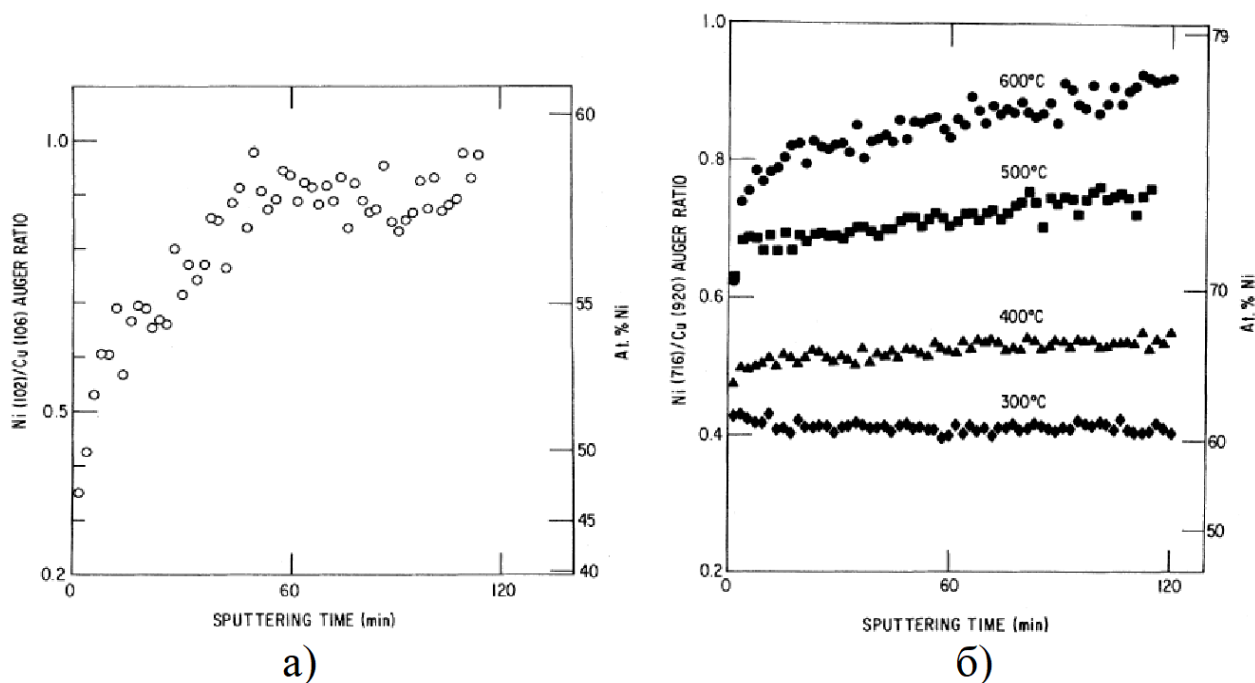 1.0
0.5
0.2
0
60
120
60
55
50
45
40
Ni (102)/Cu (106) AUGER RATIO
At. % Ni
SPUTTERING TIME (min)
а)
1.0
0.8
0.6
0.4
0.2
0
60
120
79
70
60
50
600°C
500°C
400°C
300°C
Ni (716)/Cu (920) AUGER RATIO
At. % Ni
SPUTTERING TIME (min)
б)